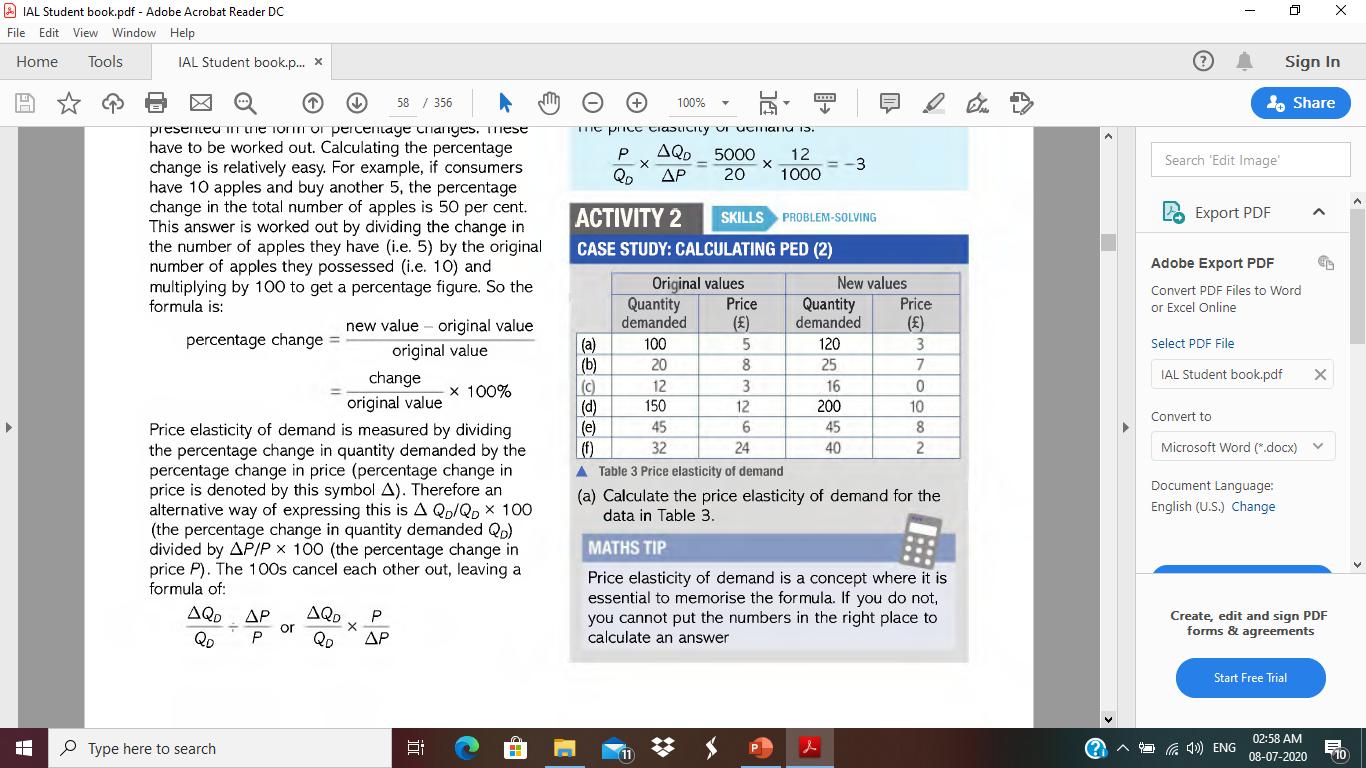 IAL Student book.pdf - Adobe Acrobat Reader DC
File Edit View Window Help
Home Tools IAL Student book.p... × Sign In
58 / 356 100% Share
presented in the form of percentage changes. These
have to be worked out. Calculating the percentage
change is relatively easy. For example, if consumers
have 10 apples and buy another 5, the percentage
change in the total number of apples is 50 per cent.
This answer is worked out by dividing the change in
the number of apples they have (i.e. 5) by the original
number of apples they possessed (i.e. 10) and
multiplying by 100 to get a percentage figure. So the
formula is:
percentage change = new value – original value / original value
= change / original value × 100%
Price elasticity of demand is measured by dividing
the percentage change in quantity demanded by the
percentage change in price (percentage change in
price is denoted by this symbol Δ). Therefore an
alternative way of expressing this is Δ QD/QD × 100
(the percentage change in quantity demanded QD)
divided by ΔP/P × 100 (the percentage change in
price P). The 100s cancel each other out, leaving a
formula of:
ΔQD/QD ÷ ΔP/P or ΔQD/QD × P/ΔP
The price elasticity of demand is:
P/QD × ΔQD/ΔP = 5000/20 × 12/1000 = –3
ACTIVITY 2 SKILLS PROBLEM-SOLVING
CASE STUDY: CALCULATING PED (2)
Original values New values
Quantity demanded Price (£) Quantity demanded Price (£)
(a) 100 5 120 3
(b) 20 8 25 7
(c) 12 3 16 0
(d) 150 12 200 10
(e) 45 6 45 8
(f) 32 24 40 2
▲ Table 3 Price elasticity of demand
(a) Calculate the price elasticity of demand for the
data in Table 3.
MATHS TIP
Price elasticity of demand is a concept where it is
essential to memorise the formula. If you do not,
you cannot put the numbers in the right place to
calculate an answer
Search 'Edit Image'
Export PDF
Adobe Export PDF
Convert PDF Files to Word
or Excel Online
Select PDF File
IAL Student book.pdf ×
Convert to
Microsoft Word (*.docx)
Document Language:
English (U.S.) Change
Create, edit and sign PDF
forms & agreements
Start Free Trial
Type here to search
11
ENG
02:58 AM
08-07-2020
10